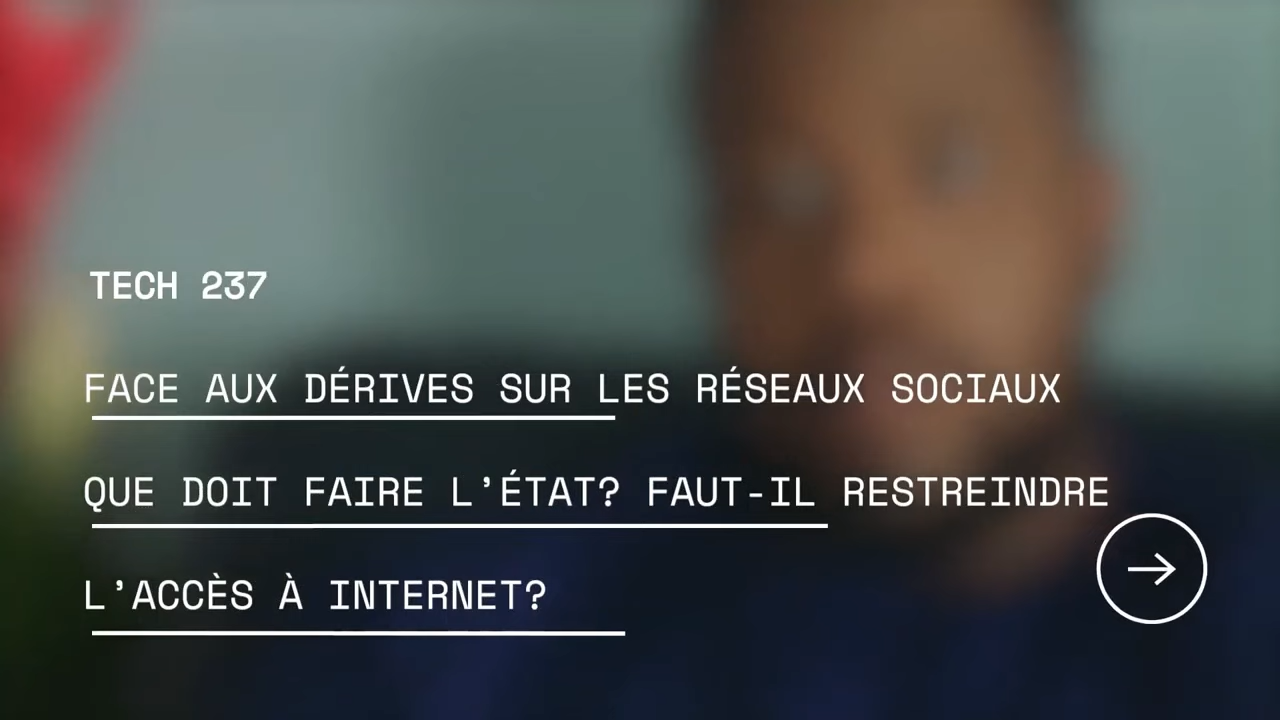 TECH 237
FACE AUX DÉRIVES SUR LES RÉSEAUX SOCIAUX
QUE DOIT FAIRE L'ÉTAT? FAUT-IL RESTREINDRE
L'ACCÈS À INTERNET?